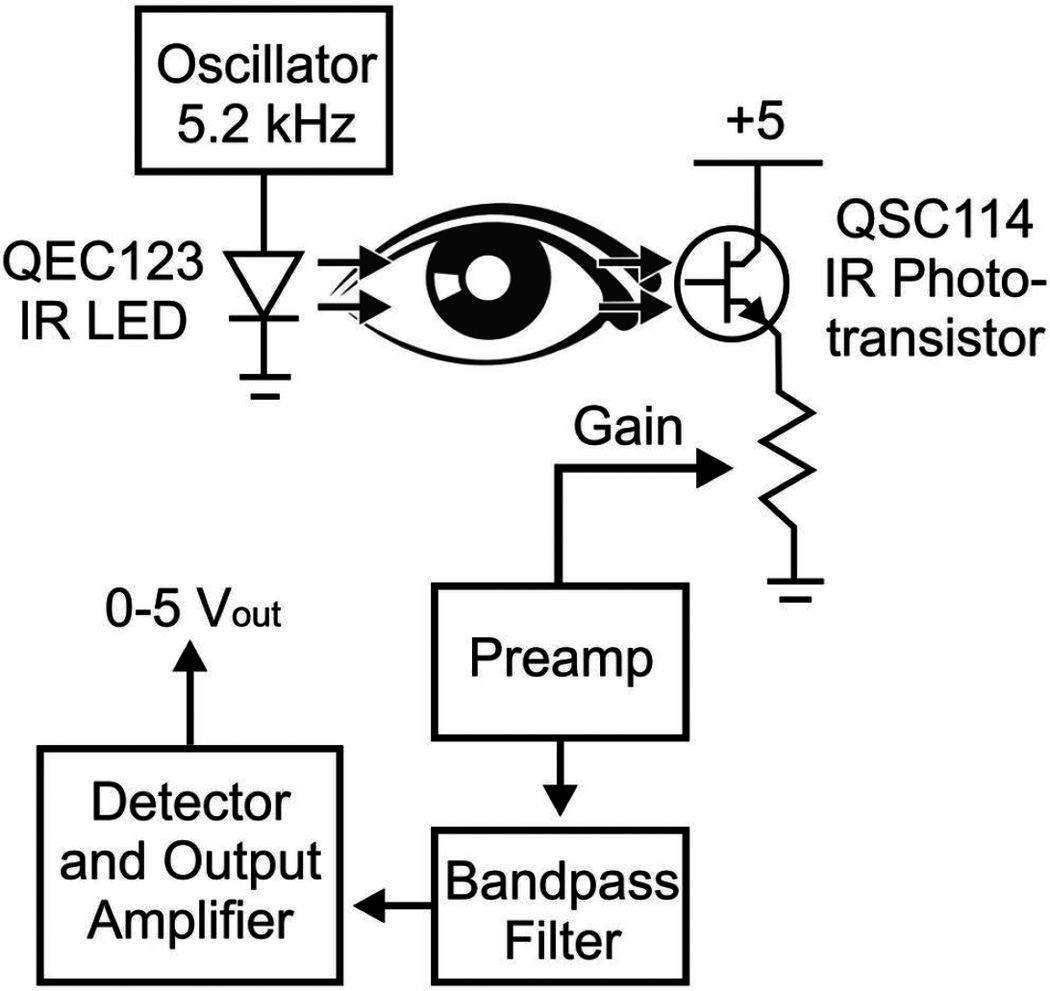 Oscillator
5.2 kHz
+5
QEC123
IR LED
QSC114
IR Photo-
transistor
Gain
Preamp
0-5 Vout
Detector
and Output
Amplifier
Bandpass
Filter